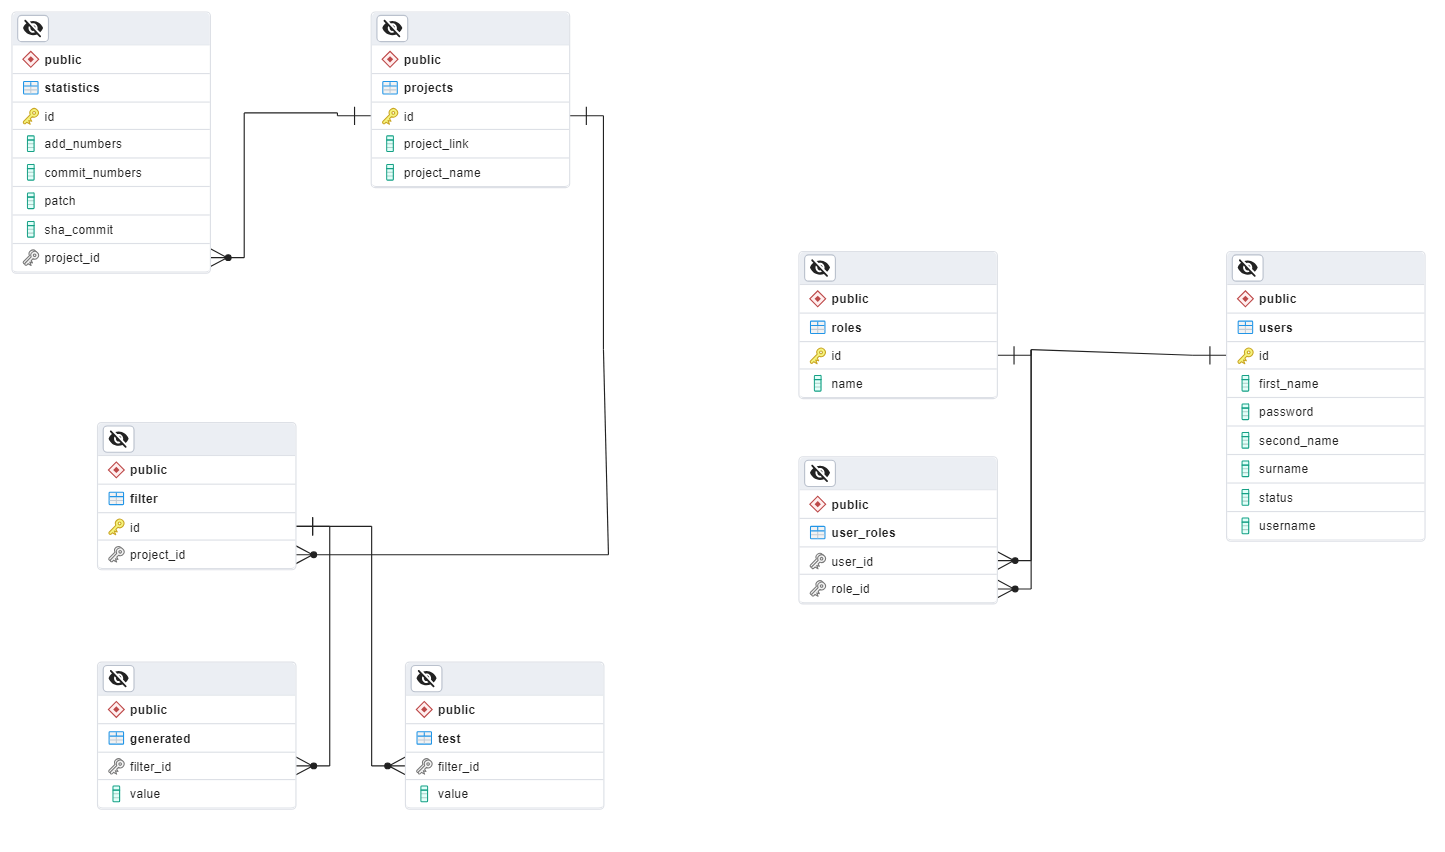 public
statistics
id
add_numbers
commit_numbers
patch
sha_commit
project_id
public
projects
id
project_link
project_name
public
filter
id
project_id
public
generated
filter_id
value
public
test
filter_id
value
public
roles
id
name
public
user_roles
user_id
role_id
public
users
id
first_name
password
second_name
surname
status
username